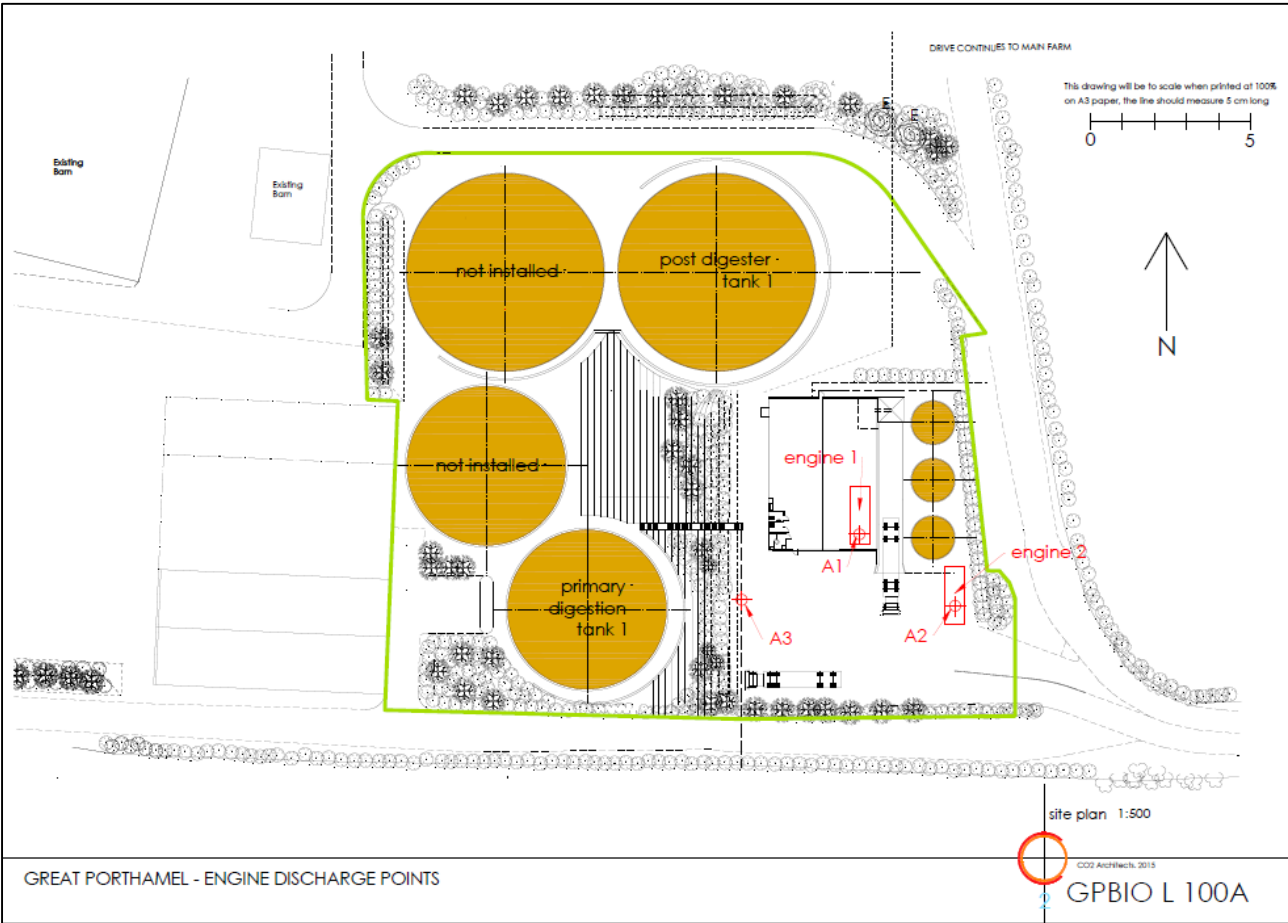 DRIVE CONTINUES TO MAIN FARM
This drawing will be to scale when printed at 100%
on A3 paper, the line should measure 5 cm long
0 5
E
E
Existing
Barn
Existing
Barn
not installed
post digester
tank 1
N
not installed
engine 1
A1
engine 2
primary
digestion
tank 1
A3
A2
site plan 1:500
CO2 Architects, 2015
GREAT PORTHAMEL - ENGINE DISCHARGE POINTS
2
GPBIO L 100A